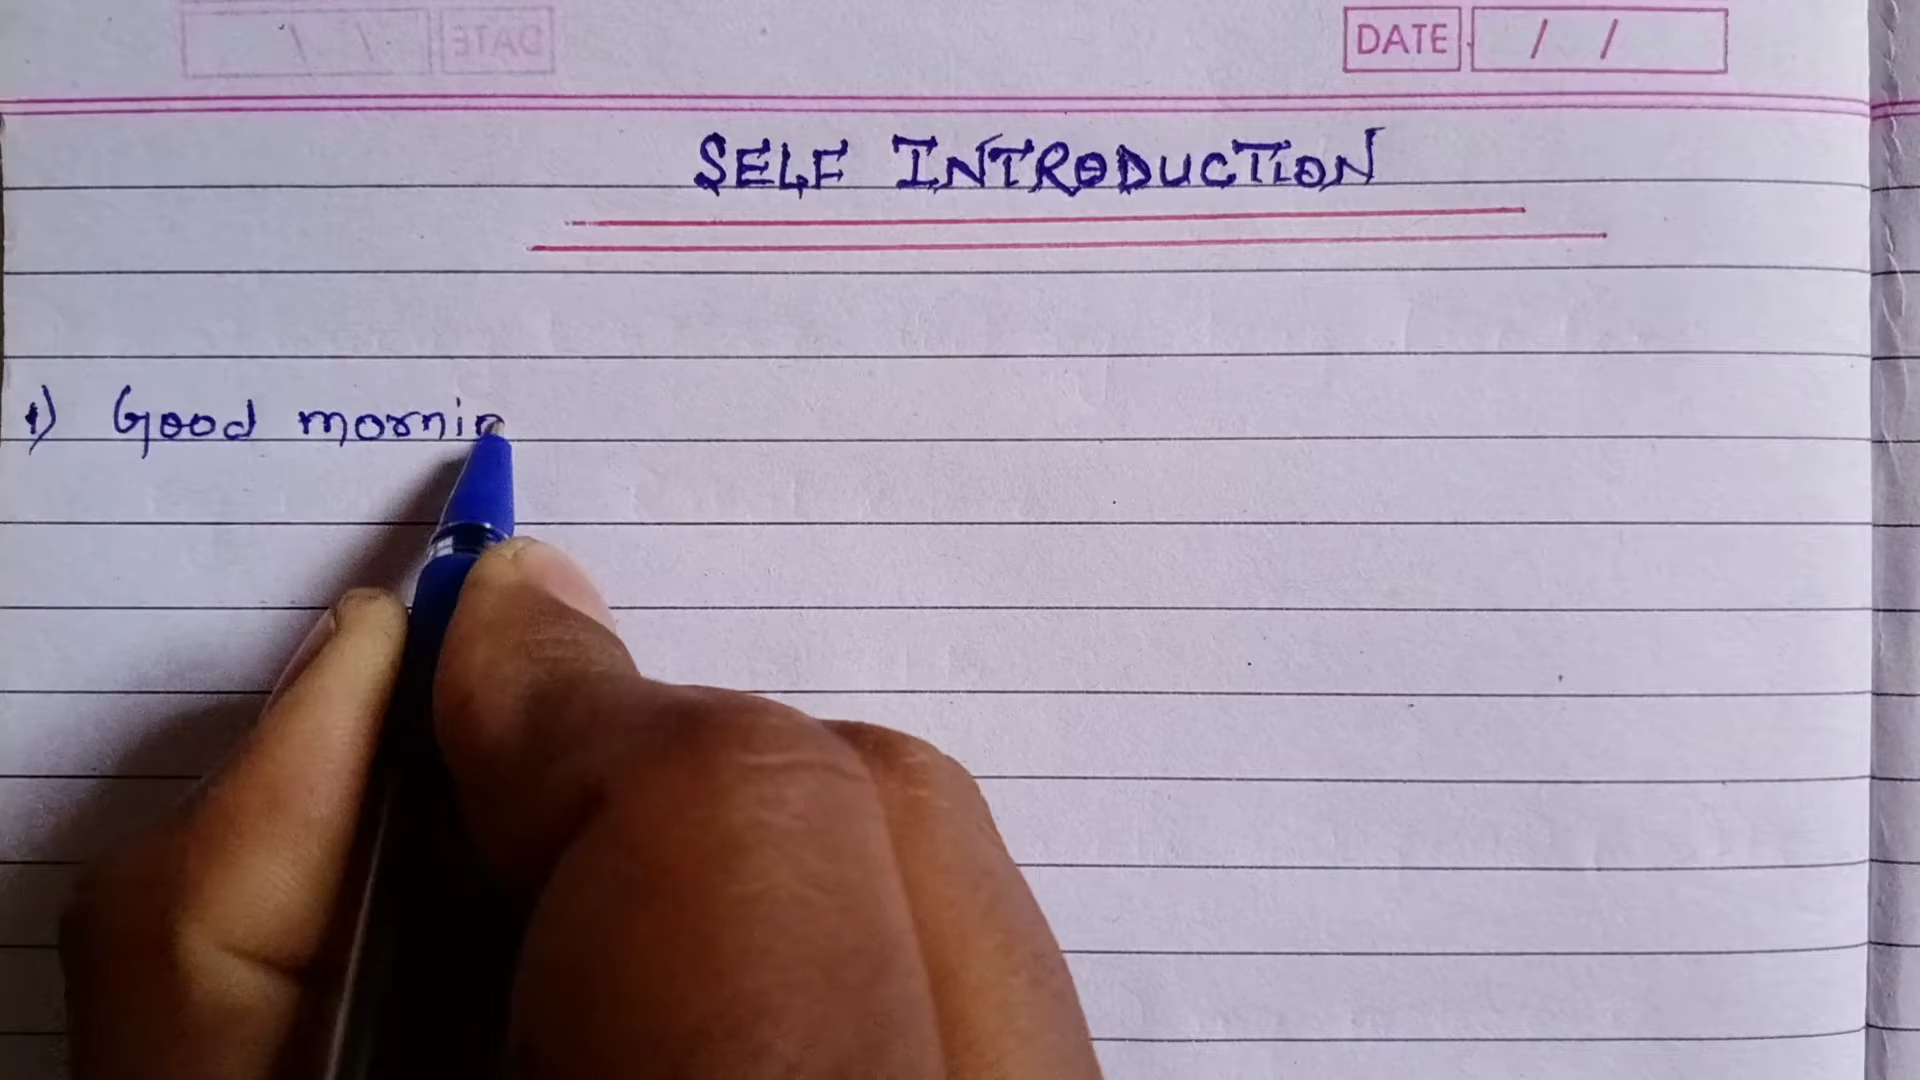 DATE / /
SELF INTRODUCTION
1) Good mornin